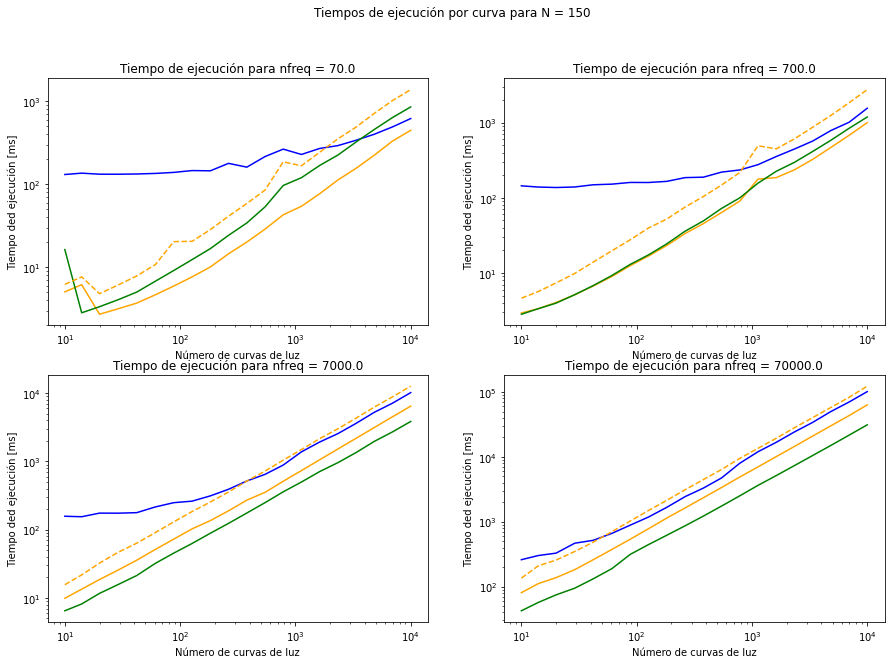 Tiempos de ejecución por curva para N = 150
Tiempo de ejecución para nfreq = 70.0
Tiempo ded ejecución [ms]
10³
10²
10¹
10¹
10²
10³
10⁴
Número de curvas de luz
Tiempo de ejecución para nfreq = 700.0
Tiempo ded ejecución [ms]
10³
10²
10¹
10¹
10²
10³
10⁴
Número de curvas de luz
Tiempo de ejecución para nfreq = 7000.0
Tiempo ded ejecución [ms]
10⁴
10³
10²
10¹
10¹
10²
10³
10⁴
Número de curvas de luz
Tiempo de ejecución para nfreq = 70000.0
Tiempo ded ejecución [ms]
10⁵
10⁴
10³
10²
10¹
10²
10³
10⁴
Número de curvas de luz